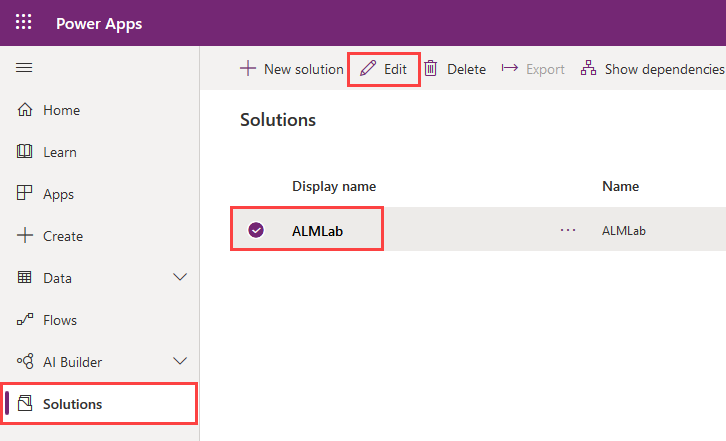 Power Apps
New solution Edit Delete Export Show dependencies
Home
Learn
Apps
Create
Data
Flows
AI Builder
Solutions
Solutions
Display name Name
ALMLab ... ALMLab